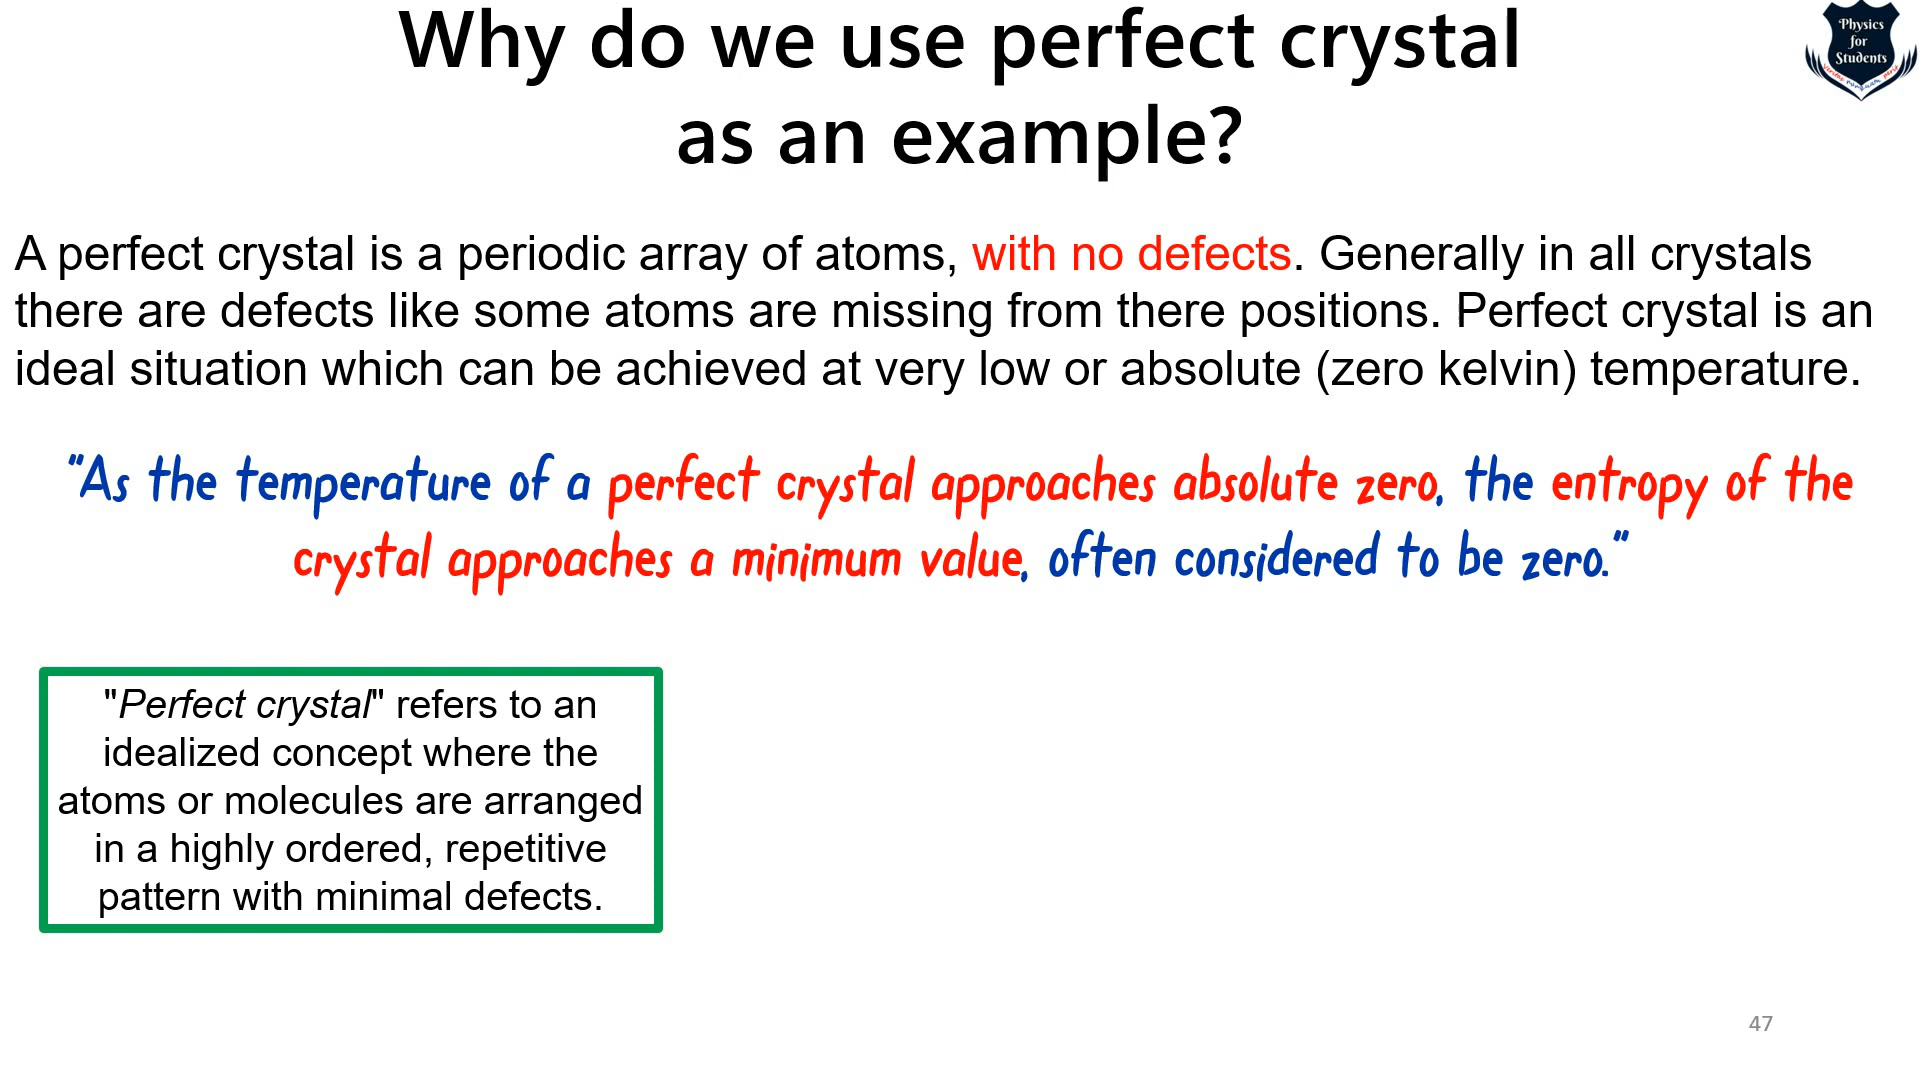 Why do we use perfect crystal
as an example?
Physics
for
Students
A perfect crystal is a periodic array of atoms, with no defects. Generally in all crystals
there are defects like some atoms are missing from there positions. Perfect crystal is an
ideal situation which can be achieved at very low or absolute (zero kelvin) temperature.
"As the temperature of a perfect crystal approaches absolute zero, the entropy of the
crystal approaches a minimum value, often considered to be zero."
"Perfect crystal" refers to an
idealized concept where the
atoms or molecules are arranged
in a highly ordered, repetitive
pattern with minimal defects.
47